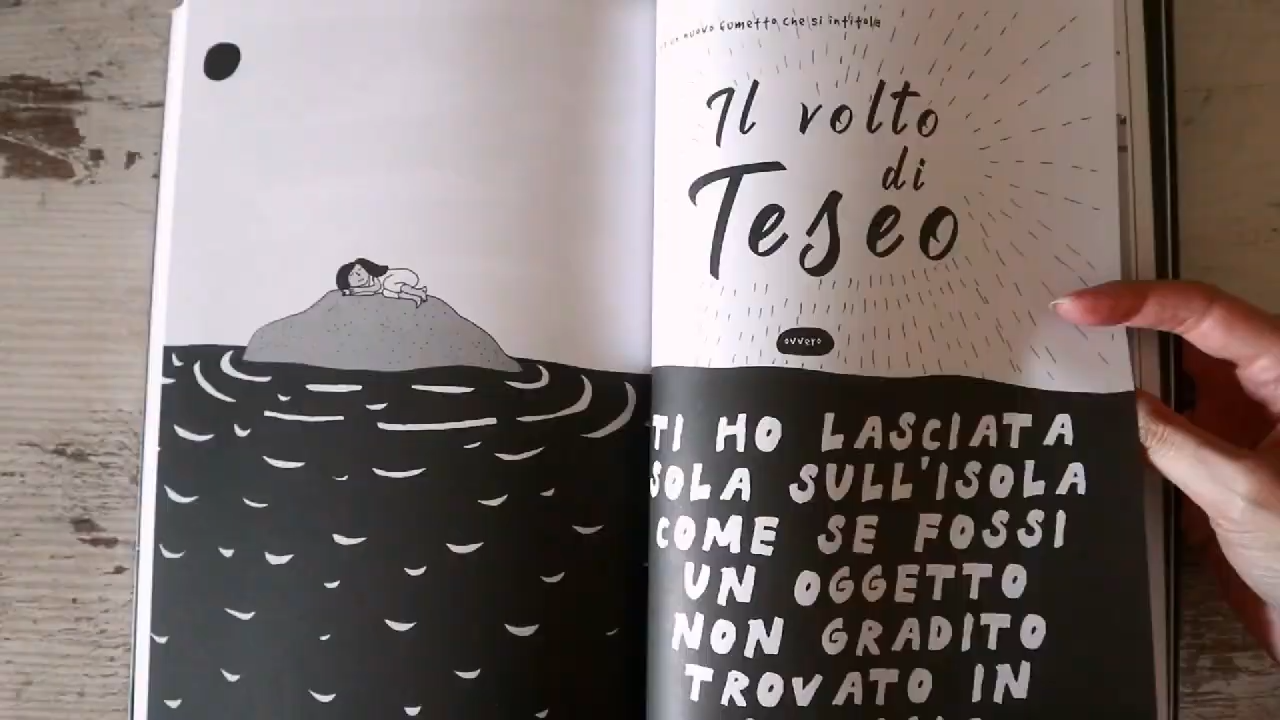 un nuovo fumetto che si intitola
Il volto
di
Teseo
ovvero
TI HO LASCIATA
SOLA SULL'ISOLA
COME SE FOSSI
UN OGGETTO
NON GRADITO
TROVATO IN